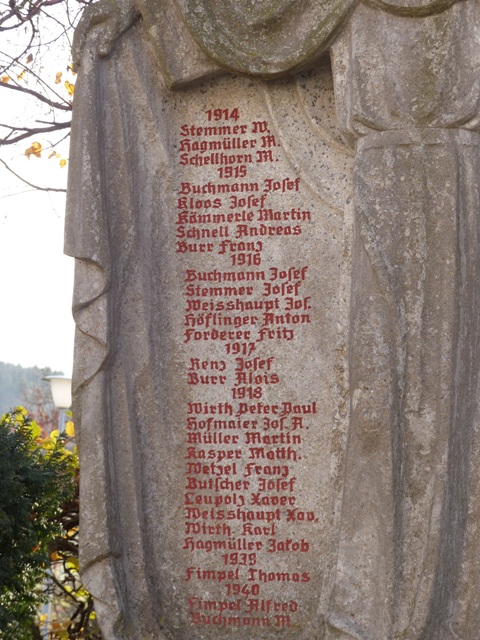 1914
Stemmer W.
Hagmüller M.
Schellhorn M.
1915
Buchmann Josef
Kloos Josef
Kömmerle Martin
Schnell Andreas
Burr Franz
1916
Buchmann Josef
Stemmer Josef
Weisshaupt Jos.
Höflinger Anton
Forderer Fritz
1917
Renz Josef
Burr Alois
1918
Wirth Peter Paul
Hofmaier Jos. A.
Müller Martin
Kasper Matth.
Wetzel Franz
Butscher Josef
Leupolz Xaver
Weisshaupt Xav.
Wirth Karl
Hagmüller Jakob
1939
Fimpel Thomas
1940
Fimpel Alfred
Buchmann M.